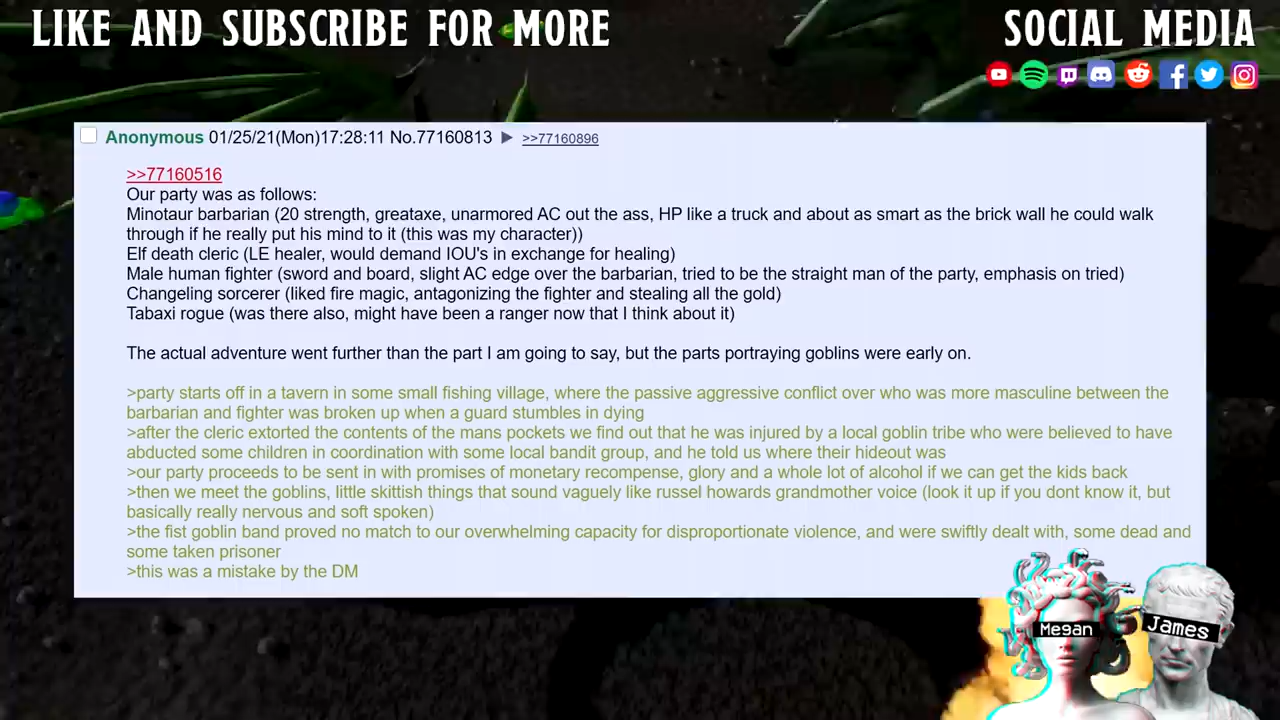 LIKE AND SUBSCRIBE FOR MORE
SOCIAL MEDIA
Anonymous 01/25/21(Mon)17:28:11 No.77160813 ▶ >>77160896
>>77160516
Our party was as follows:
Minotaur barbarian (20 strength, greataxe, unarmored AC out the ass, HP like a truck and about as smart as the brick wall he could walk
through if he really put his mind to it (this was my character))
Elf death cleric (LE healer, would demand IOU's in exchange for healing)
Male human fighter (sword and board, slight AC edge over the barbarian, tried to be the straight man of the party, emphasis on tried)
Changeling sorcerer (liked fire magic, antagonizing the fighter and stealing all the gold)
Tabaxi rogue (was there also, might have been a ranger now that I think about it)
The actual adventure went further than the part I am going to say, but the parts portraying goblins were early on.
>party starts off in a tavern in some small fishing village, where the passive aggressive conflict over who was more masculine between the
barbarian and fighter was broken up when a guard stumbles in dying
>after the cleric extorted the contents of the mans pockets we find out that he was injured by a local goblin tribe who were believed to have
abducted some children in coordination with some local bandit group, and he told us where their hideout was
>our party proceeds to be sent in with promises of monetary recompense, glory and a whole lot of alcohol if we can get the kids back
>then we meet the goblins, little skittish things that sound vaguely like russel howards grandmother voice (look it up if you dont know it, but
basically really nervous and soft spoken)
>the fist goblin band proved no match to our overwhelming capacity for disproportionate violence, and were swiftly dealt with, some dead and
some taken prisoner
>this was a mistake by the DM
Megan
James